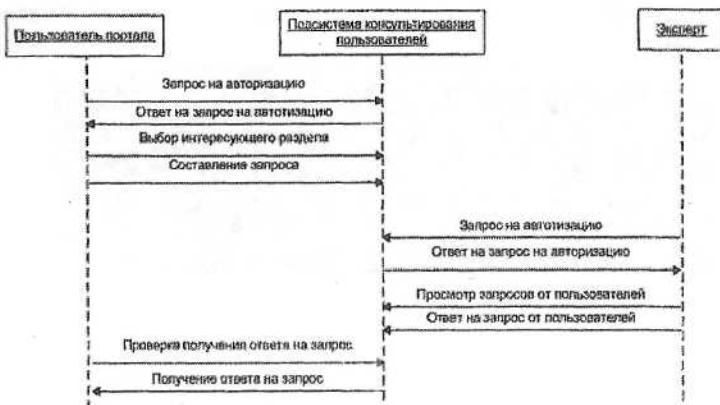 Пользователь портала
Подсистема консультирования
пользователей
Эксперт
Запрос на авторизацию
Ответ на запрос на автотизацию
Выбор интересующего раздела
Составление запроса
Запрос на автотизацию
Ответ на запрос на авторизацию
Просмотр запросов от пользователей
Ответ на запрос от пользователей
Проверка получения ответа на запрос
Получение ответа на запрос